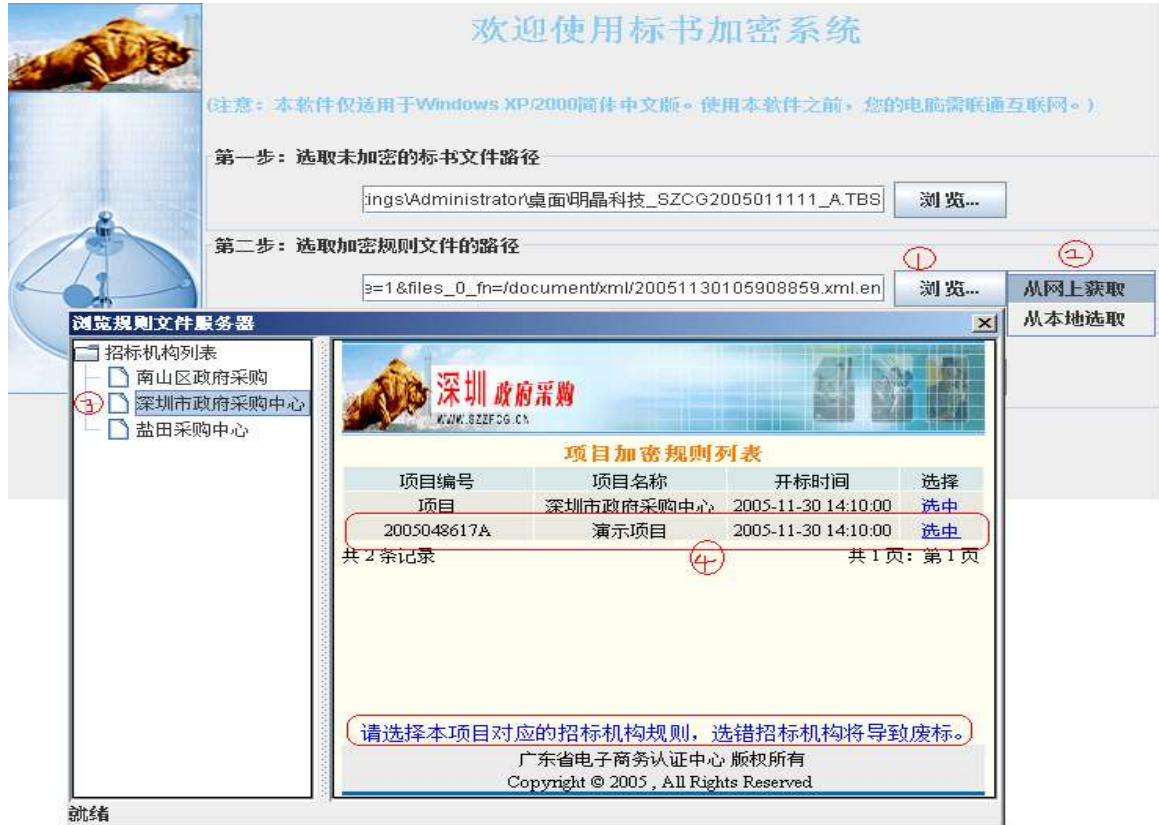 欢迎使用标书加密系统
(注意：本软件仅适用于Windows XP/2000简体中文版。使用本软件之前，您的电脑需联通互联网。)
第一步：选取未加密的标书文件路径
:ings\Administrator\桌面\明晶科技_SZCG2005011111_A.TBS 浏览...
第二步：选取加密规则文件的路径
① ②
e=1&files_0_fn=/document/xml/20051130105908859.xml.en 浏览... 从网上获取
从本地选取
浏览规则文件服务器
招标机构列表
南山区政府采购
③ 深圳市政府采购中心
盐田采购中心
深圳 政府采购
WWW.SZZFCG.CN
项目加密规则列表
项目编号 项目名称 开标时间 选择
项目 深圳市政府采购中心 2005-11-30 14:10:00 选中
2005048617A 演示项目 2005-11-30 14:10:00 选中
共 2 条记录 ④ 共 1 页：第 1 页
请选择本项目对应的招标机构规则，选错招标机构将导致废标。
广东省电子商务认证中心 版权所有
Copyright © 2005 , All Rights Reserved
就绪